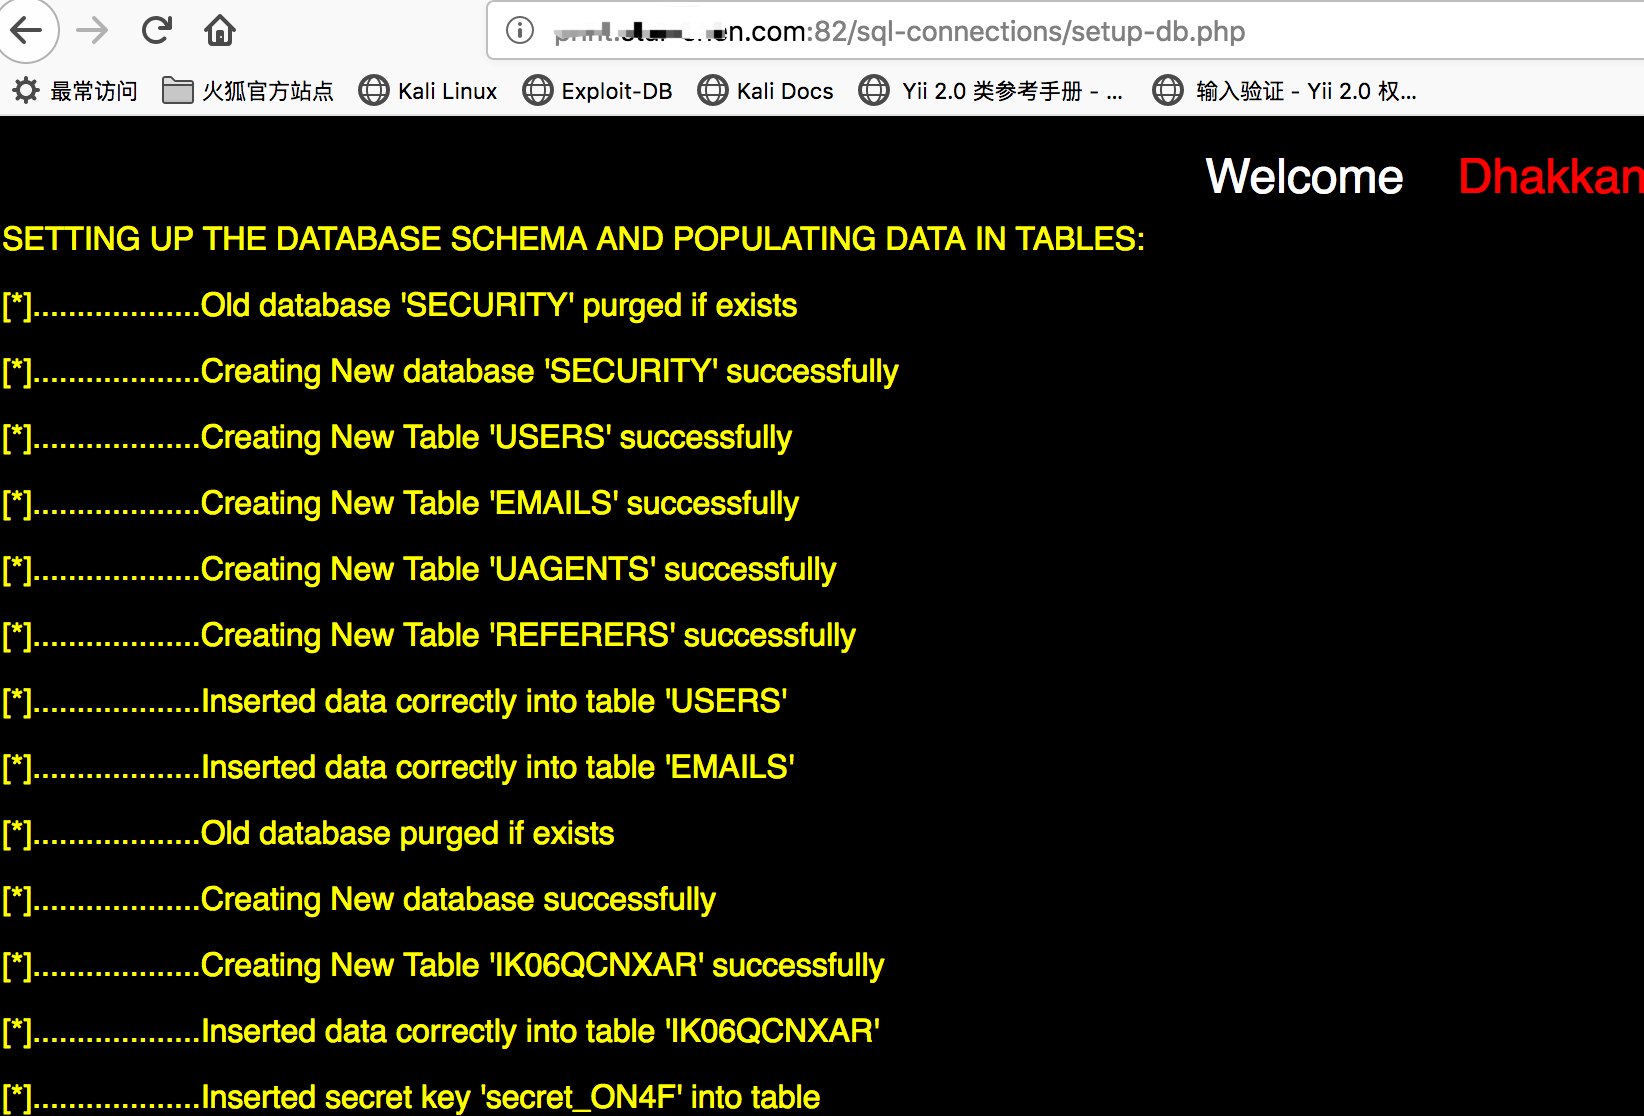 en.com:82/sql-connections/setup-db.php
最常访问 火狐官方站点 Kali Linux Exploit-DB Kali Docs Yii 2.0 类参考手册 - ... 输入验证 - Yii 2.0 权...
Welcome Dhakkan
SETTING UP THE DATABASE SCHEMA AND POPULATING DATA IN TABLES:
[*]...................Old database 'SECURITY' purged if exists
[*]...................Creating New database 'SECURITY' successfully
[*]...................Creating New Table 'USERS' successfully
[*]...................Creating New Table 'EMAILS' successfully
[*]...................Creating New Table 'UAGENTS' successfully
[*]...................Creating New Table 'REFERERS' successfully
[*]...................Inserted data correctly into table 'USERS'
[*]...................Inserted data correctly into table 'EMAILS'
[*]...................Old database purged if exists
[*]...................Creating New database successfully
[*]...................Creating New Table 'IK06QCNXAR' successfully
[*]...................Inserted data correctly into table 'IK06QCNXAR'
[*]...................Inserted secret key 'secret_ON4F' into table